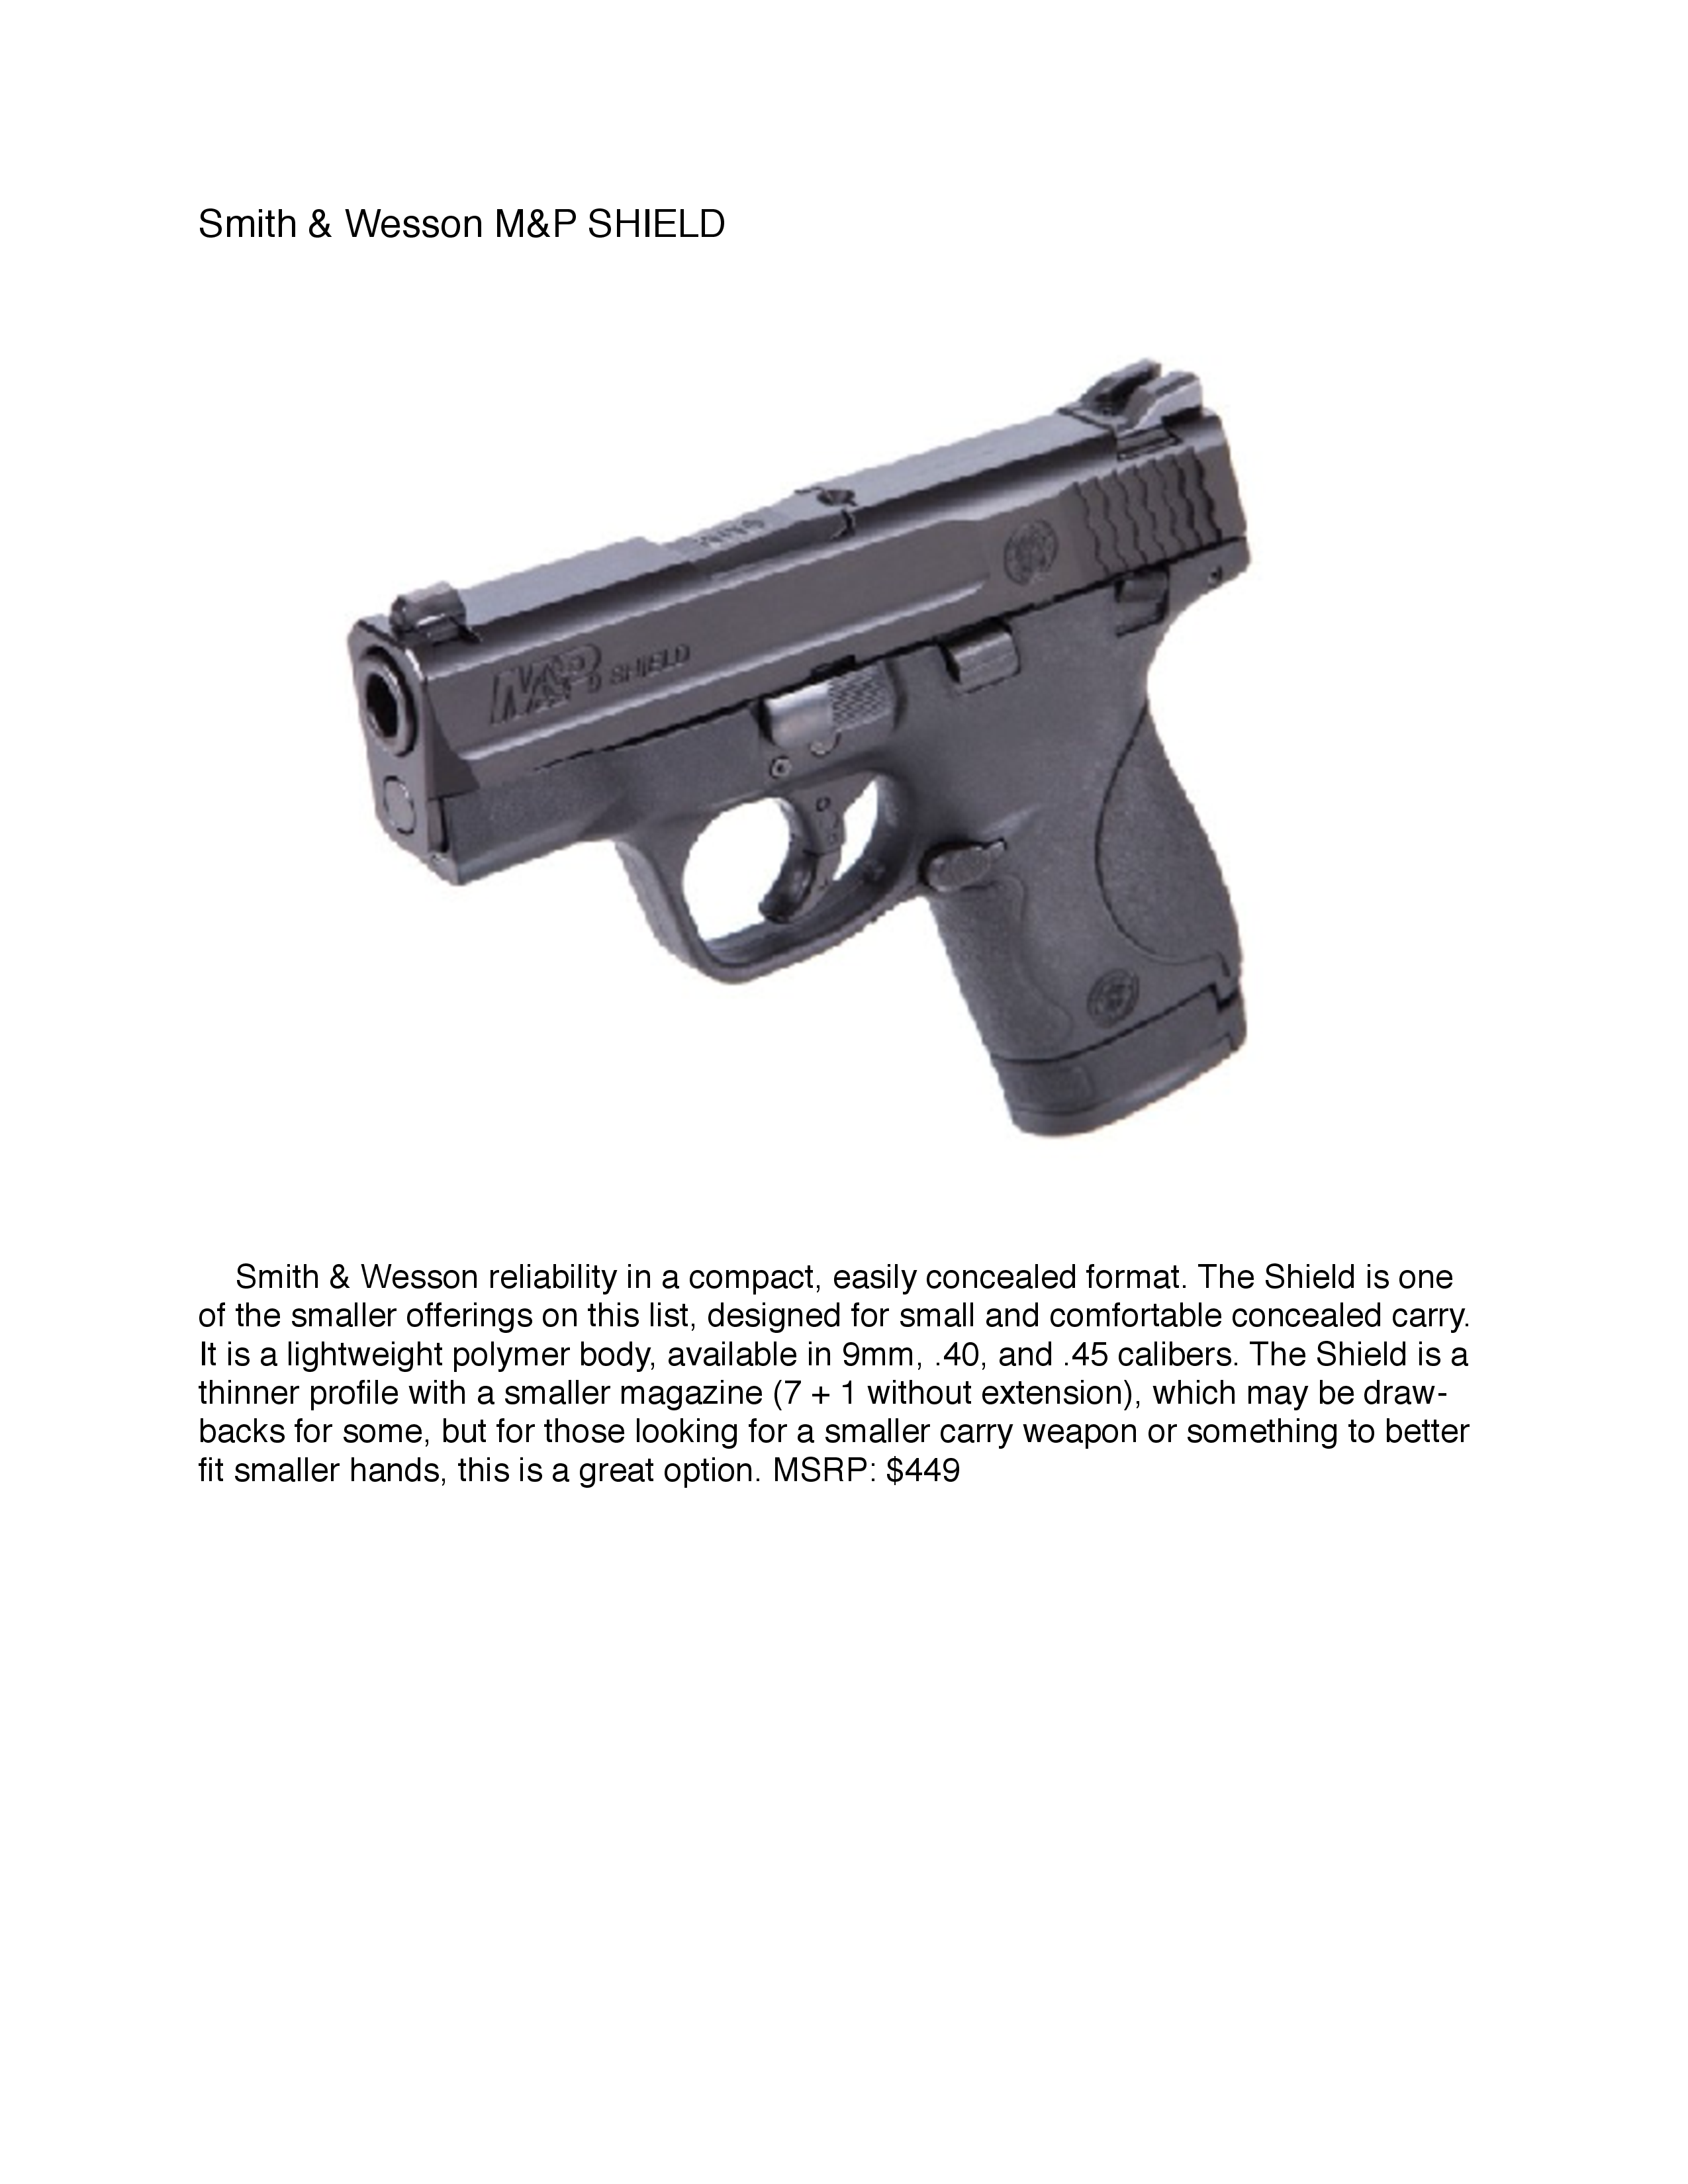 Smith & Wesson M&P SHIELD
M&P
9 SHIELD
Smith & Wesson reliability in a compact, easily concealed format. The Shield is one
of the smaller offerings on this list, designed for small and comfortable concealed carry.
It is a lightweight polymer body, available in 9mm, .40, and .45 calibers. The Shield is a
thinner profile with a smaller magazine (7 + 1 without extension), which may be draw-
backs for some, but for those looking for a smaller carry weapon or something to better
fit smaller hands, this is a great option. MSRP: $449